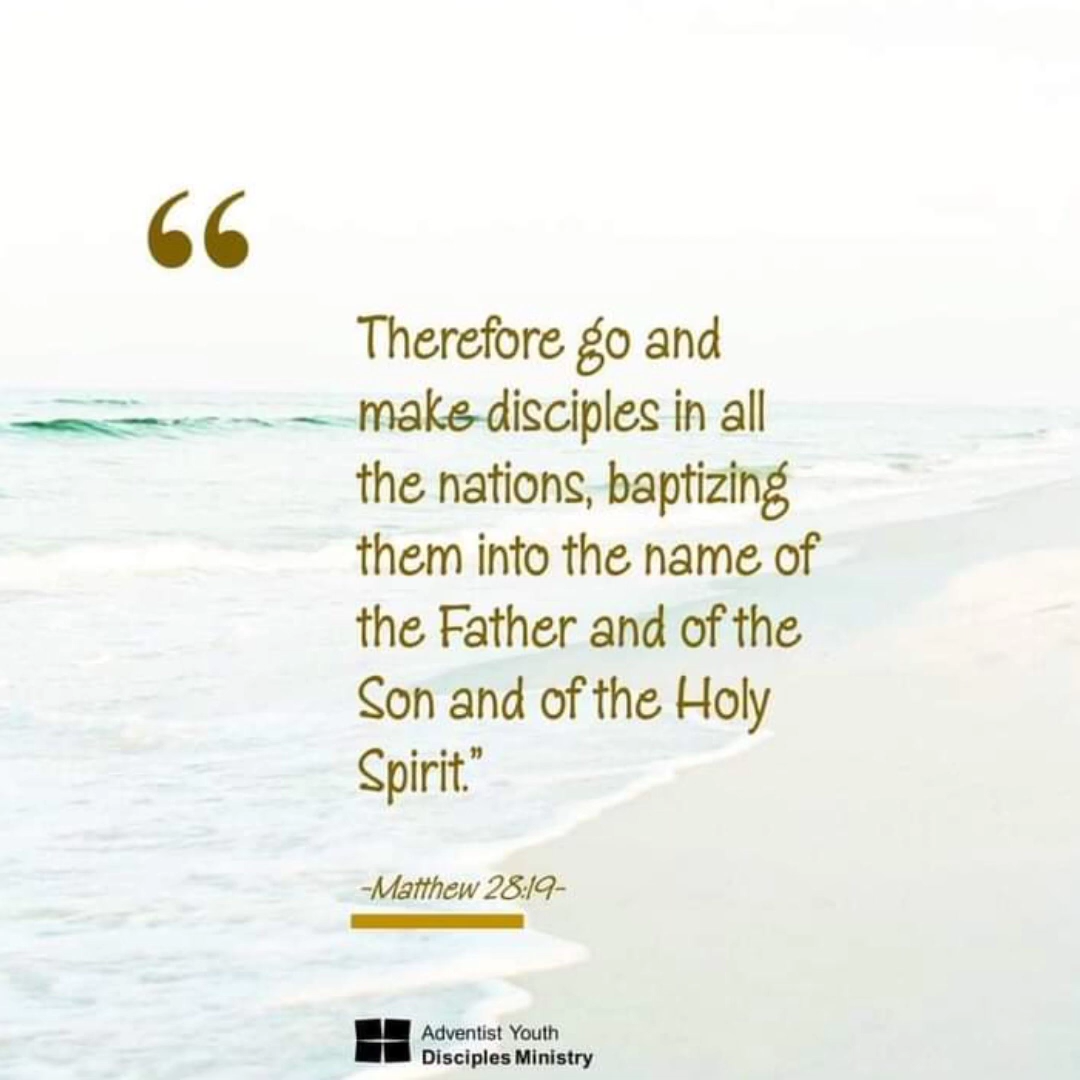 “
Therefore go and
make disciples in all
the nations, baptizing
them into the name of
the Father and of the
Son and of the Holy
Spirit.”
-Matthew 28:19-
Adventist Youth
Disciples Ministry